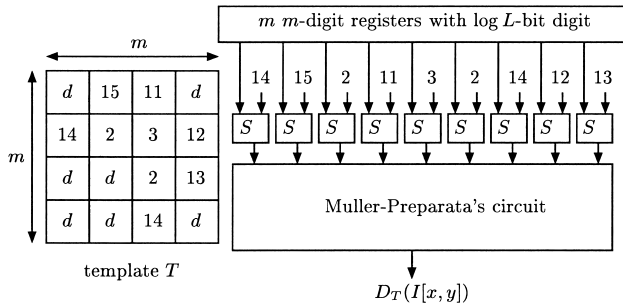 m m-digit registers with log L-bit digit
m
14 15 2 11 3 2 14 12 13
m
d 15 11 d
14 2 3 12
d d 2 13
d d 14 d
S S S S S S S S S
Muller-Preparata's circuit
template T
D_T(I[x, y])